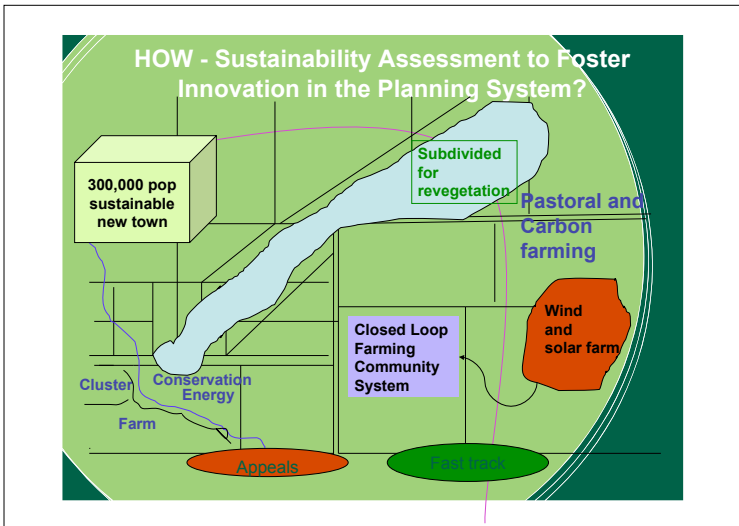 HOW - Sustainability Assessment to Foster
Innovation in the Planning System?
Subdivided
for
revegetation
300,000 pop
sustainable
new town
Pastoral and
Carbon
farming
Wind
and
solar farm
Closed Loop
Farming
Community
System
Cluster
Conservation
Energy
Farm
Appeals
Fast track